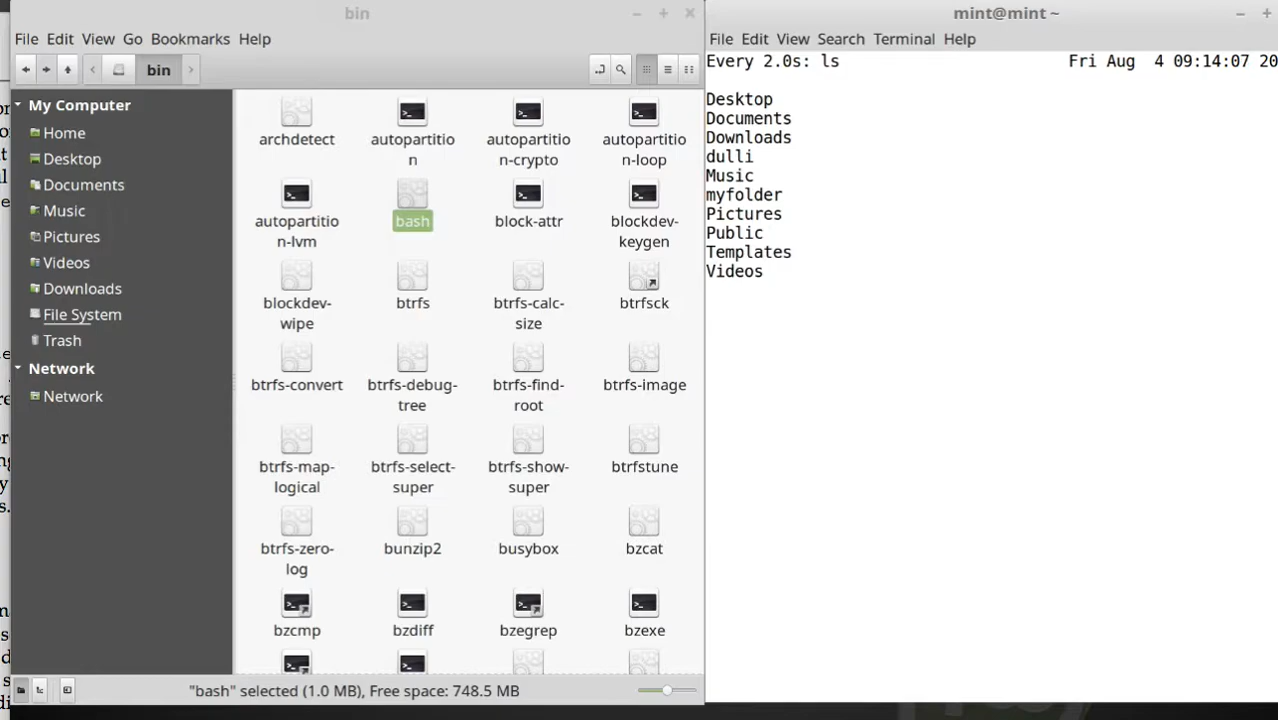 bin
File Edit View Go Bookmarks Help
bin
My Computer
Home
Desktop
Documents
Music
Pictures
Videos
Downloads
File System
Trash
Network
Network
archdetect
autopartitio
n
autopartitio
n-crypto
autopartitio
n-loop
autopartitio
n-lvm
bash
block-attr
blockdev-
keygen
blockdev-
wipe
btrfs
btrfs-calc-
size
btrfsck
btrfs-convert
btrfs-debug-
tree
btrfs-find-
root
btrfs-image
btrfs-map-
logical
btrfs-select-
super
btrfs-show-
super
btrfstune
btrfs-zero-
log
bunzip2
busybox
bzcat
bzcmp
bzdiff
bzegrep
bzexe
"bash" selected (1.0 MB), Free space: 748.5 MB
mint@mint ~
File Edit View Search Terminal Help
Every 2.0s: ls Fri Aug 4 09:14:07 20
Desktop
Documents
Downloads
dulli
Music
myfolder
Pictures
Public
Templates
Videos